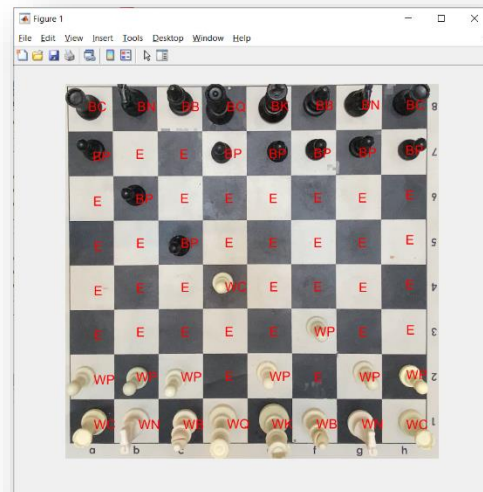 Figure 1
File Edit View Insert Tools Desktop Window Help
BC BN BB BQ BK BB BN BC 8
BP E E BP BP BP BP BP 7
E BP E E E E E E 6
E E BP E E E E E 5
E E E WC E E E E 4
E E E E E WP E E 3
WP WP WP E WP E WP WP 2
WC WN WB WQ WK WB WN WC 1
a b f g h